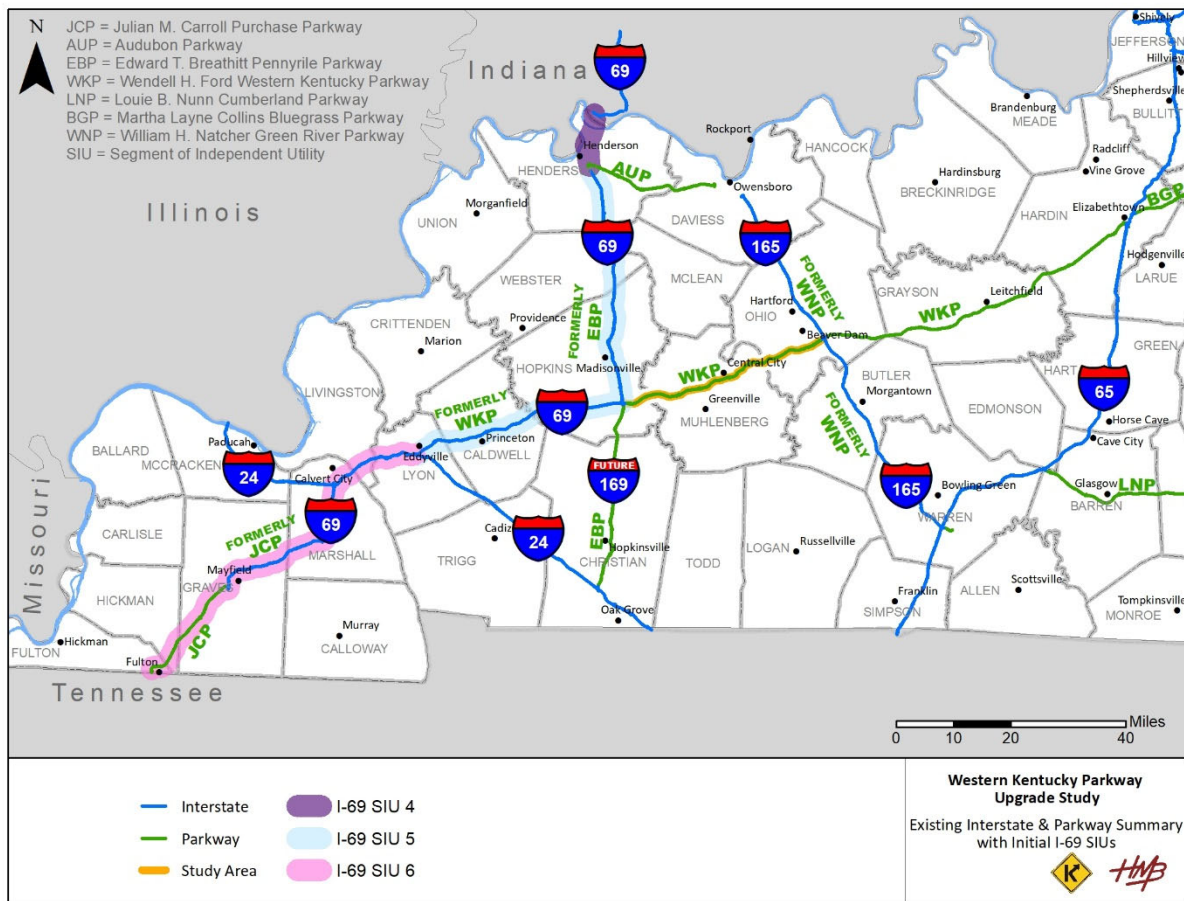 N
JCP = Julian M. Carroll Purchase Parkway
AUP = Audubon Parkway
EBP = Edward T. Breathitt Pennyrile Parkway
WKP = Wendell H. Ford Western Kentucky Parkway
LNP = Louie B. Nunn Cumberland Parkway
BGP = Martha Layne Collins Bluegrass Parkway
WNP = William H. Natcher Green River Parkway
SIU = Segment of Independent Utility
Indiana
69
Illinois
Missouri
Tennessee
Shively
JEFFERSON
Hillview
Shepherdsville
BULLITT
Brandenburg
MEADE
Rockport
HANCOCK
Radcliff
Vine Grove
Hardinsburg
BRECKINRIDGE
HARDIN
Elizabethtown
BGP
Henderson
HENDERS
AUP
Owensboro
DAVIESS
UNION
Morganfield
69
165
Hodgenville
LARUE
WEBSTER
MCLEAN
FORMERLY
WNP
GRAYSON
Leitchfield
WKP
CRITTENDEN
Marion
Providence
FORMERLY
EBP
Hartford
OHIO
Beaver Dam
GREEN
LIVINGSTON
HOPKINS
Madisonville
WKP
Central City
BUTLER
Morgantown
HART
65
EDMONSON
Horse Cave
Cave City
FORMERLY
WKP
69
Greenville
MUHLENBERG
FORMERLY
WNP
BALLARD
MCCRACKEN
Paducah
24
Calvert City
Eddyville
LYON
Princeton
CALDWELL
FUTURE
169
165
Bowling Green
WARREN
Glasgow
LNP
BARREN
CARLISLE
FORMERLY
JCP
69
MARSHALL
Cadiz
TRIGG
24
EBP
Hopkinsville
CHRISTIAN
TODD
LOGAN
Russellville
Mayfield
GRAVES
HICKMAN
JCP
Murray
CALLOWAY
Oak Grove
Franklin
SIMPSON
ALLEN
Scottsville
Tompkinsville
MONROE
Hickman
FULTON
Fulton
Miles
0 10 20 40
Interstate
Parkway
Study Area
I-69 SIU 4
I-69 SIU 5
I-69 SIU 6
Western Kentucky Parkway
Upgrade Study
Existing Interstate & Parkway Summary
with Initial I-69 SIUs
K
HMB